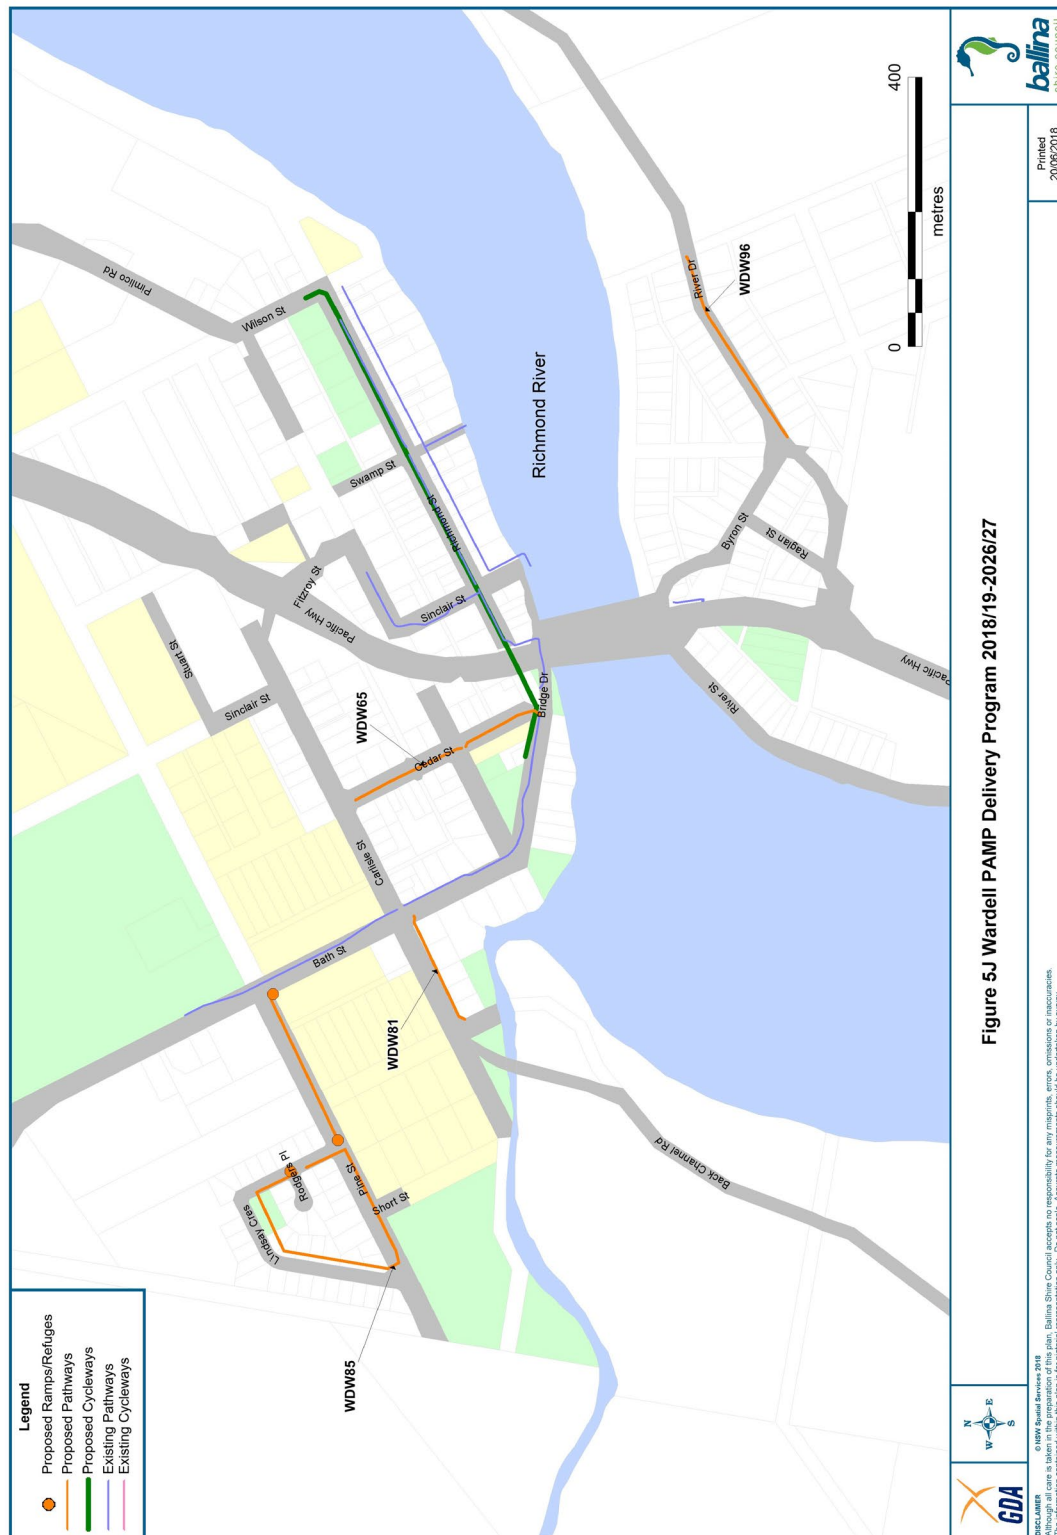 Legend
Proposed Ramps/Refuges
Proposed Pathways
Proposed Cycleways
Existing Pathways
Existing Cycleways
WDW85
Lindsay Cres
Rodgers Pl
Pine St
Short St
Bath St
WDW81
Back Channel Rd
Carlisle St
WDW65
Cedar St
Bridge Dr
Sinclair St
Stuart St
Fitzroy St
Pacific Hwy
Sinclair St
Richmond St
Swamp St
Wilson St
Pimlico Rd
Richmond River
River St
Pacific Hwy
Raglan St
Byron St
River Dr
WDW96
0
400
metres
GDA
N
W
E
S
Figure 5J Wardell PAMP Delivery Program 2018/19-2026/27
ballina
shire council
Printed
20/06/2018
DISCLAIMER
© NSW Spatial Services 2018
Although all care is taken in the preparation of this plan, Ballina Shire Council accepts no responsibility for any misprints, errors, omissions or inaccuracies.